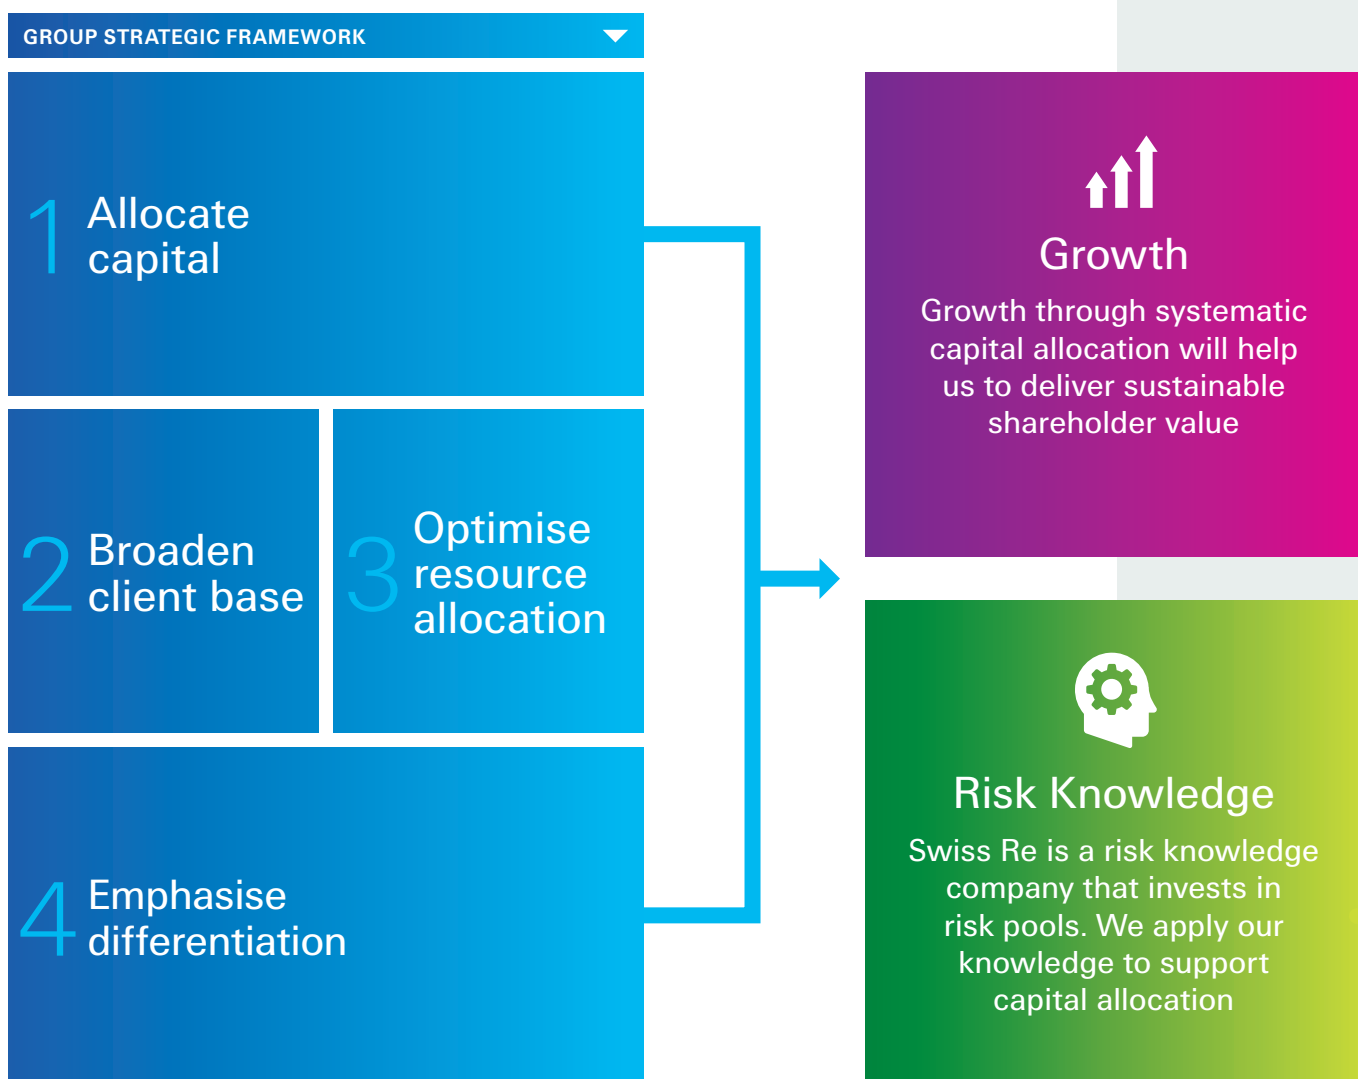 GROUP STRATEGIC FRAMEWORK
1
Allocate
capital
2
Broaden
client base
3
Optimise
resource
allocation
4
Emphasise
differentiation
Growth
Growth through systematic
capital allocation will help
us to deliver sustainable
shareholder value
Risk Knowledge
Swiss Re is a risk knowledge
company that invests in
risk pools. We apply our
knowledge to support
capital allocation